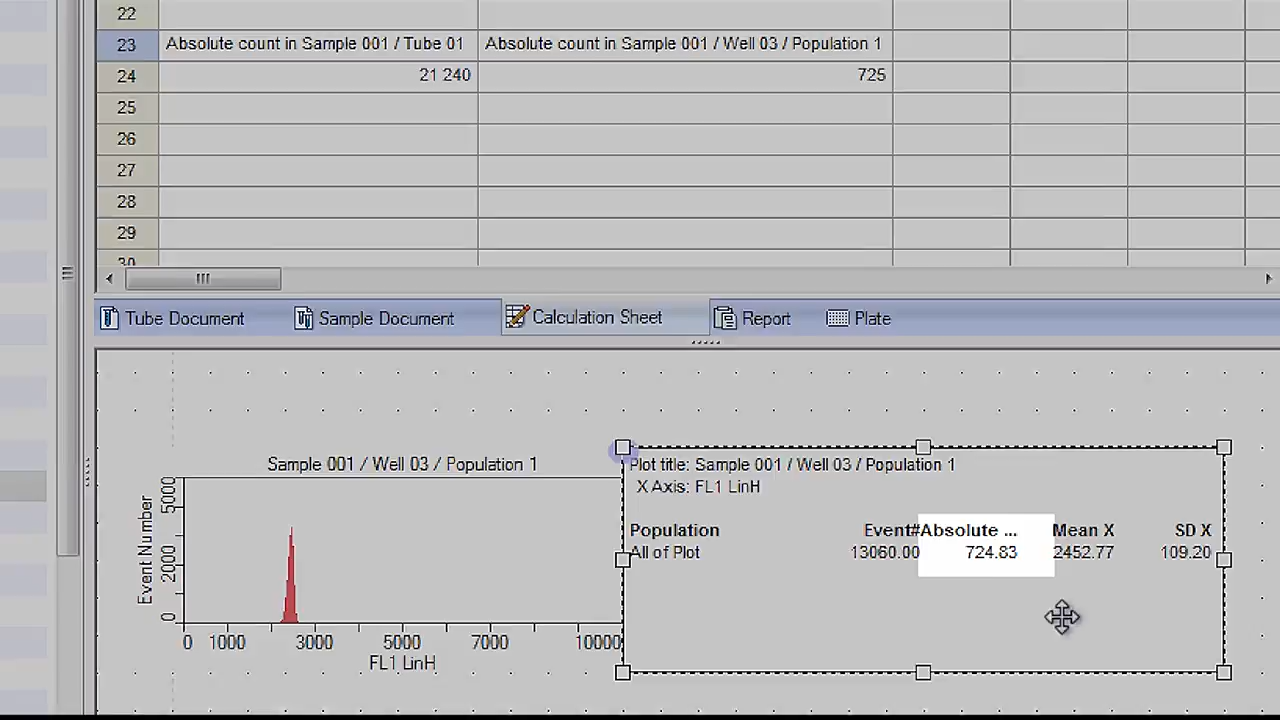 22
23 Absolute count in Sample 001 / Tube 01 Absolute count in Sample 001 / Well 03 / Population 1
24 21 240 725
25
26
27
28
29
30
Tube Document Sample Document Calculation Sheet Report Plate
Sample 001 / Well 03 / Population 1
Event Number
5000
2000
0
0 1000 3000 5000 7000 10000
FL1 LinH
Plot title: Sample 001 / Well 03 / Population 1
X Axis: FL1 LinH
Population Event# Absolute ... Mean X SD X
All of Plot 13060.00 724.83 2452.77 109.20